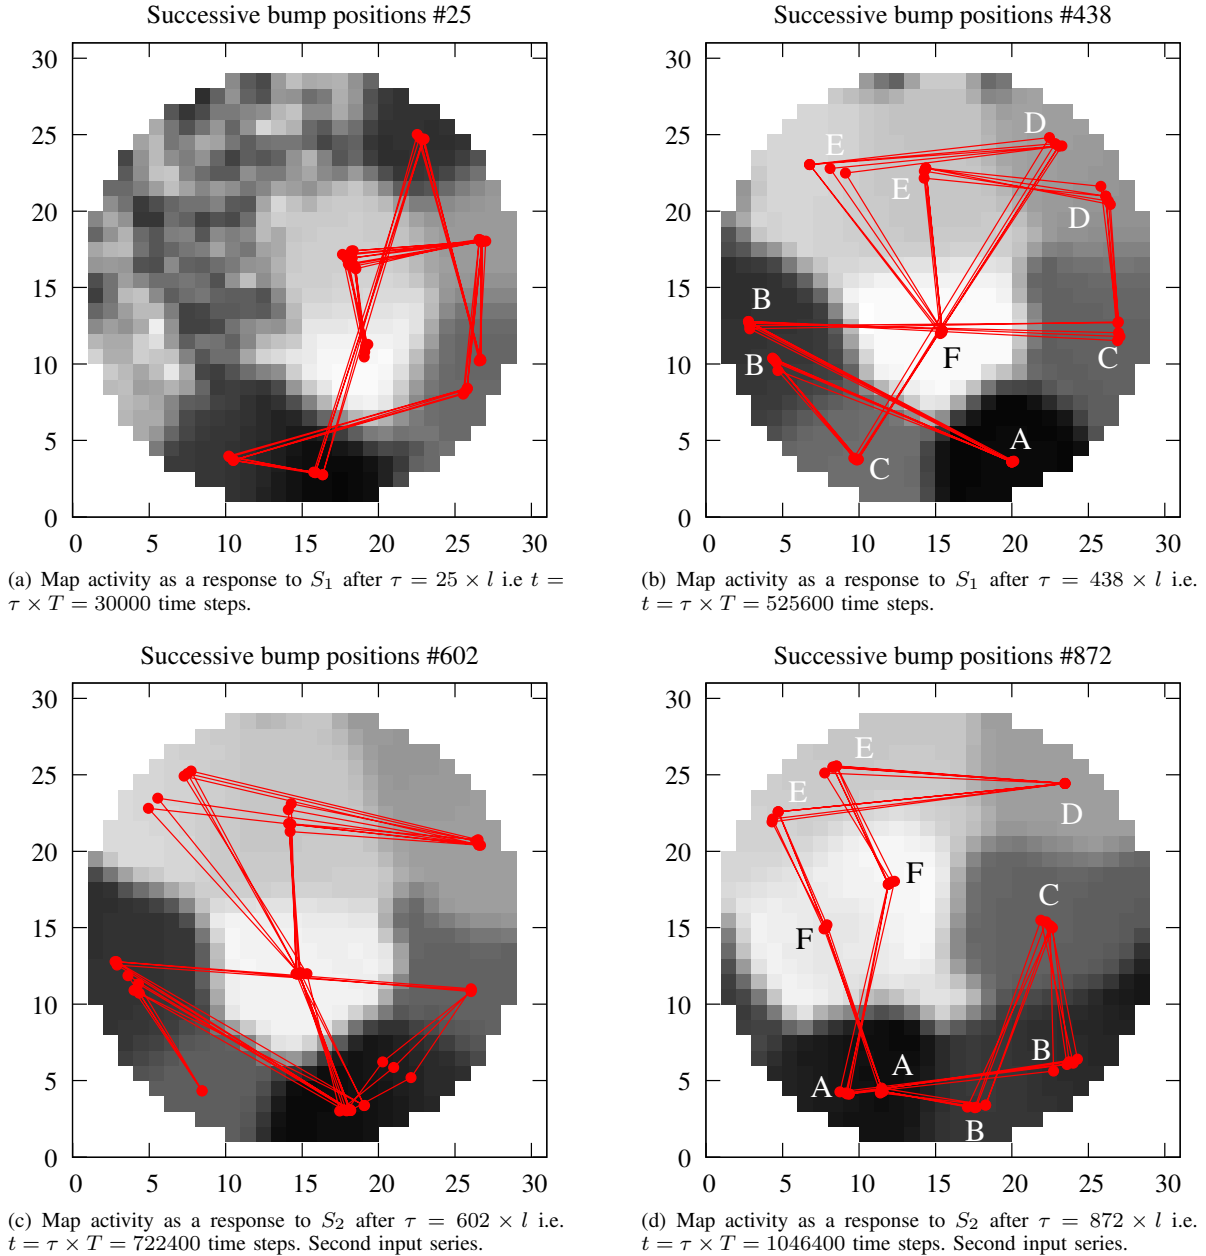 Successive bump positions #25
30
25
20
15
10
5
0
0 5 10 15 20 25 30
(a) Map activity as a response to S₁ after τ = 25 × l i.e t =
τ × T = 30000 time steps.
Successive bump positions #438
30
25
20
15
10
5
0
D
E
E
D
B
F
C
B
A
C
0 5 10 15 20 25 30
(b) Map activity as a response to S₁ after τ = 438 × l i.e.
t = τ × T = 525600 time steps.
Successive bump positions #602
30
25
20
15
10
5
0
0 5 10 15 20 25 30
(c) Map activity as a response to S₂ after τ = 602 × l i.e.
t = τ × T = 722400 time steps. Second input series.
Successive bump positions #872
30
25
20
15
10
5
0
E
E
D
F
C
F
B
A
A
B
0 5 10 15 20 25 30
(d) Map activity as a response to S₂ after τ = 872 × l i.e.
t = τ × T = 1046400 time steps. Second input series.